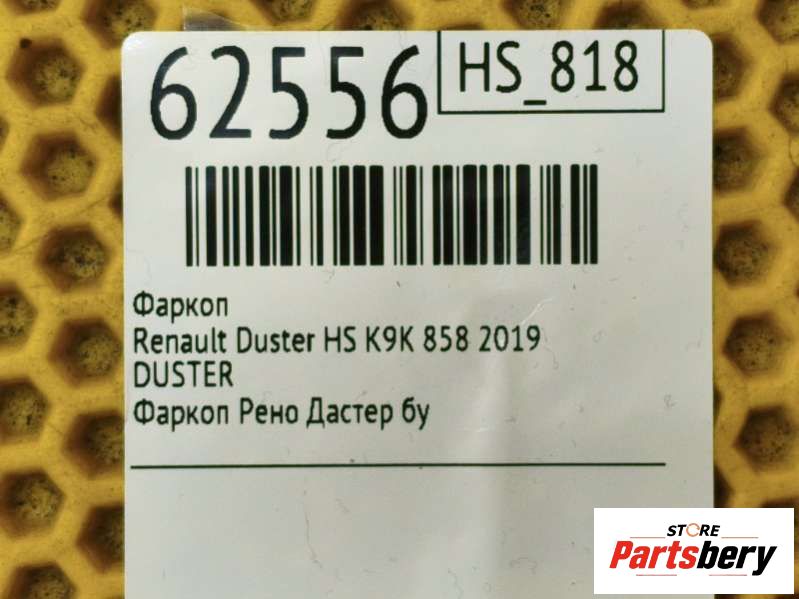 62556
HS_818
Фаркоп
Renault Duster HS K9K 858 2019
DUSTER
Фаркоп Рено Дастер бу
STORE
Partsbery